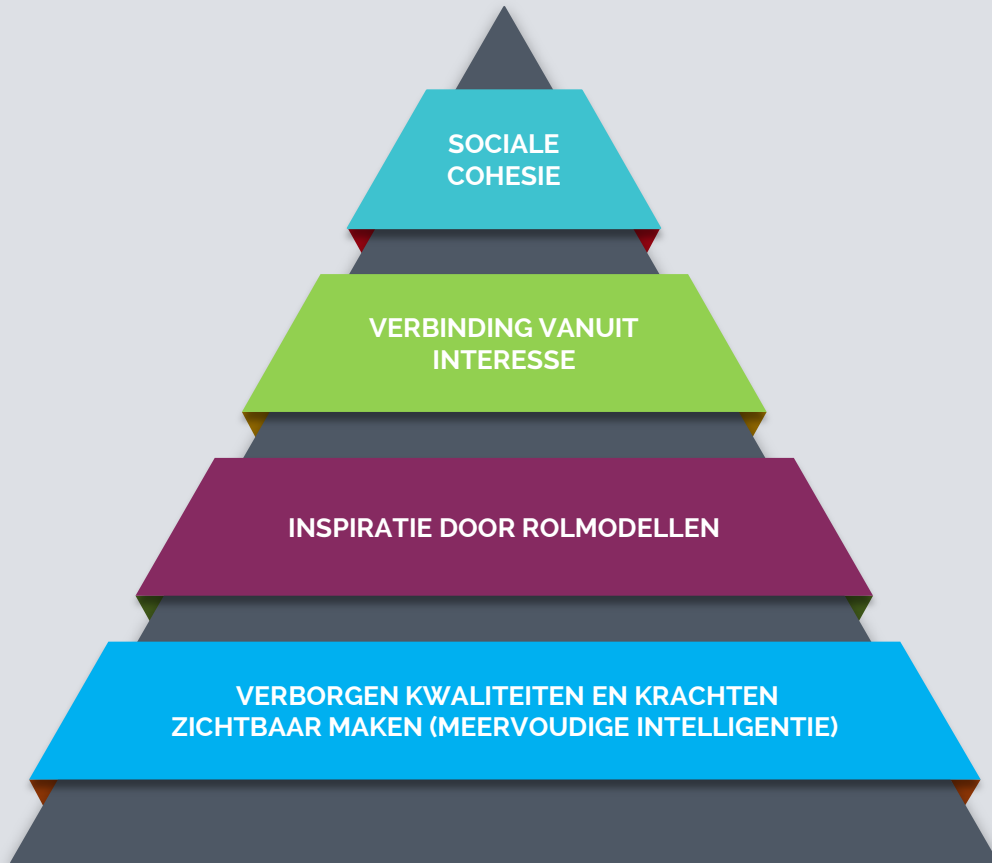 SOCIALE
COHESIE
VERBINDING VANUIT
INTERESSE
INSPIRATIE DOOR ROLMODELLEN
VERBORGEN KWALITEITEN EN KRACHTEN
ZICHTBAAR MAKEN (MEERVOUDIGE INTELLIGENTIE)